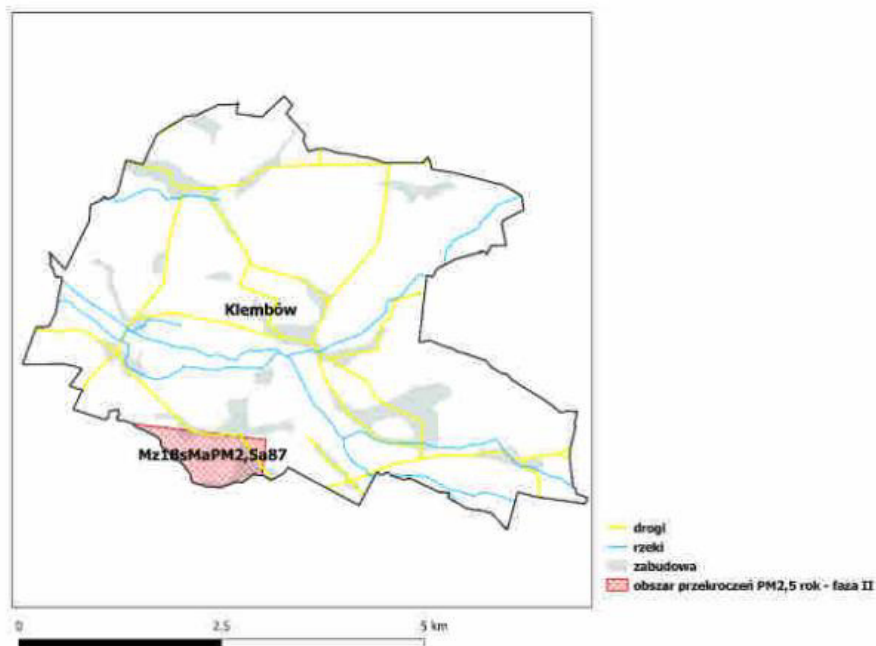 Klembów
Mz18sMaPM2,5a87
drogi
rzeki
zabudowa
obszar przekroczeń PM2,5 rok - faza II
0 2.5 5 km